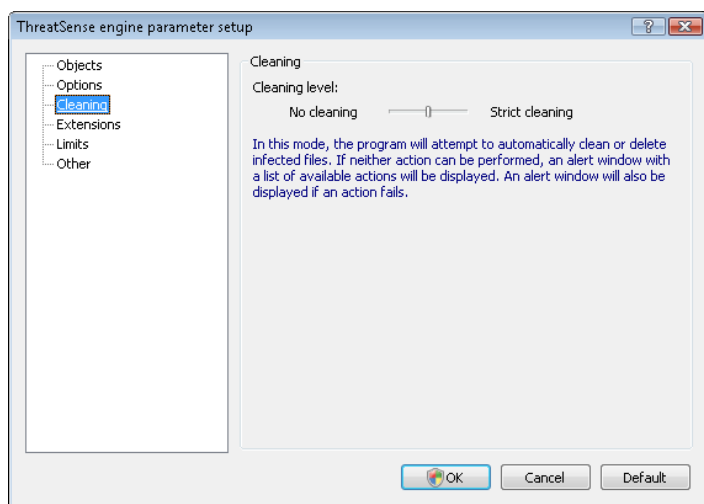 ThreatSense engine parameter setup
Objects
Options
Cleaning
Extensions
Limits
Other
Cleaning
Cleaning level:
No cleaning
Strict cleaning
In this mode, the program will attempt to automatically clean or delete
infected files. If neither action can be performed, an alert window with
a list of available actions will be displayed. An alert window will also be
displayed if an action fails.
OK
Cancel
Default